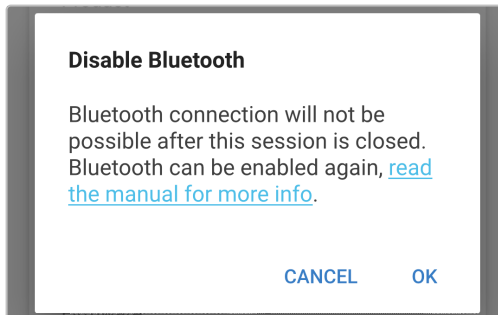 Disable Bluetooth
Bluetooth connection will not be
possible after this session is closed.
Bluetooth can be enabled again, read
the manual for more info.
CANCEL OK